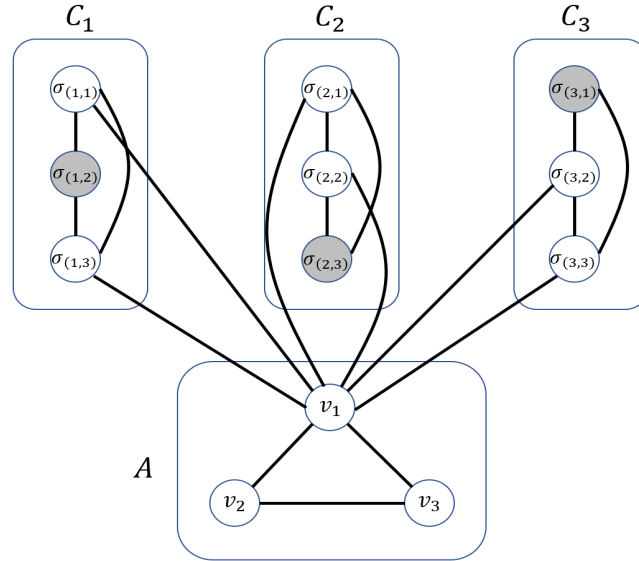 C₁ C₂ C₃
σ₍₁,₁₎ σ₍₂,₁₎ σ₍₃,₁₎
σ₍₁,₂₎ σ₍₂,₂₎ σ₍₃,₂₎
σ₍₁,₃₎ σ₍₂,₃₎ σ₍₃,₃₎
v₁
A
v₂ v₃